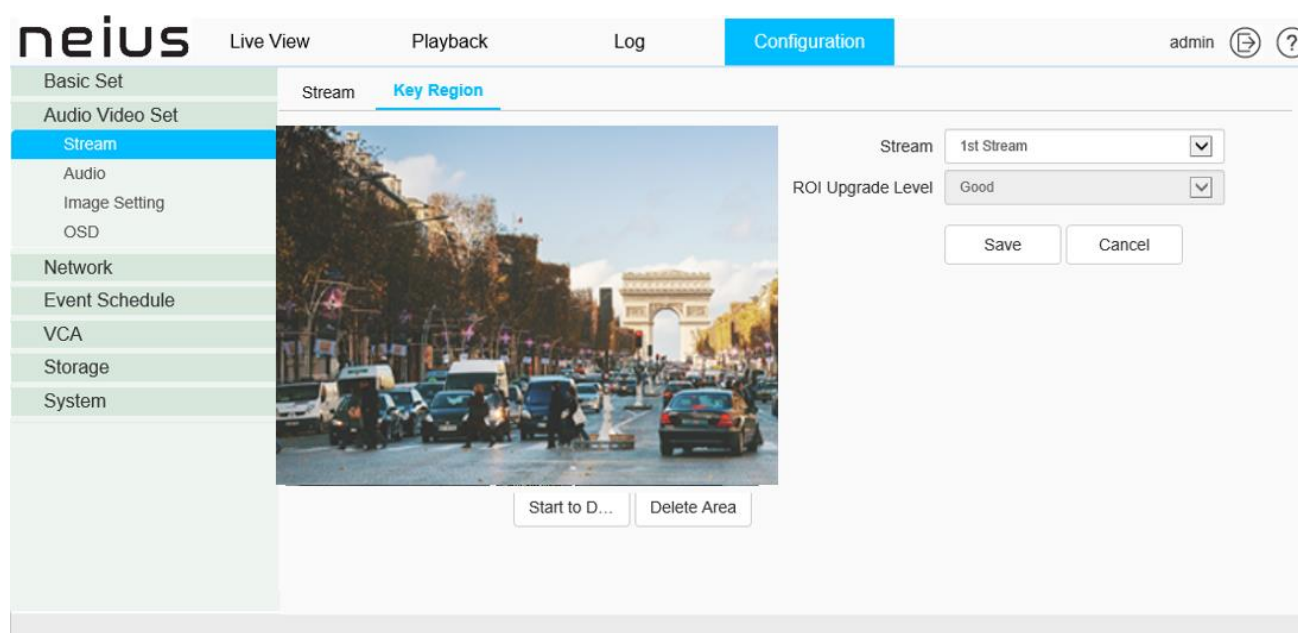 neius Live View Playback Log Configuration admin ?
Basic Set
Audio Video Set
Stream
Audio
Image Setting
OSD
Network
Event Schedule
VCA
Storage
System
Stream Key Region
Stream 1st Stream
ROI Upgrade Level Good
Save Cancel
Start to D... Delete Area